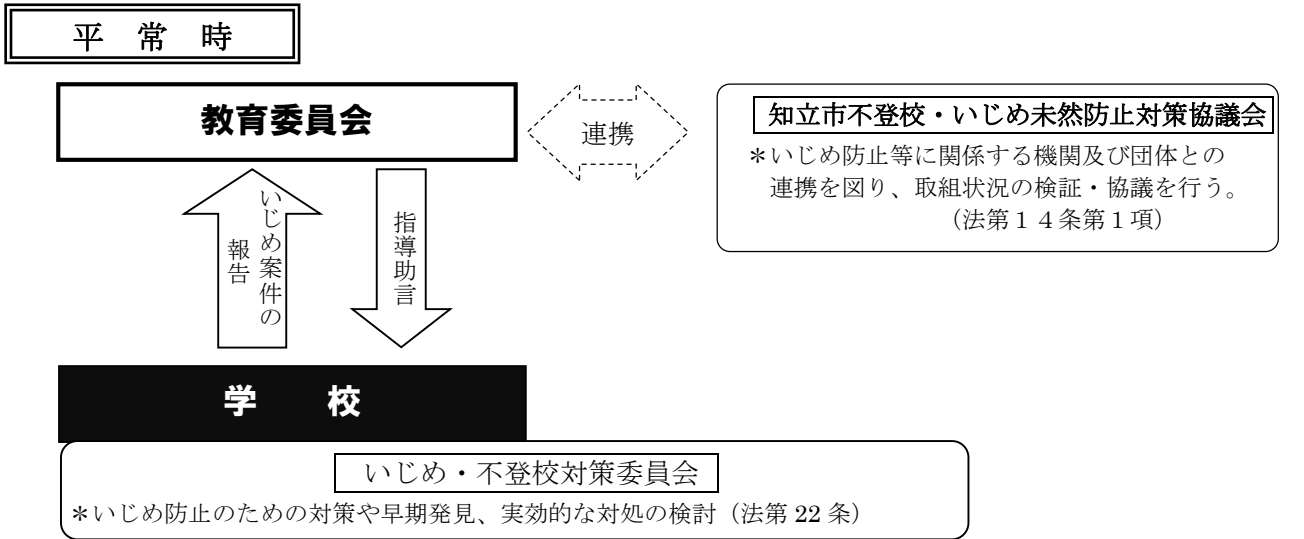 平 常 時
教育委員会
連携
知立市不登校・いじめ未然防止対策協議会
＊いじめ防止等に関係する機関及び団体との
連携を図り、取組状況の検証・協議を行う。
（法第１４条第１項）
いじめ案件の
報告
指導助言
学 校
いじめ・不登校対策委員会
＊いじめ防止のための対策や早期発見、実効的な対処の検討（法第 22 条）